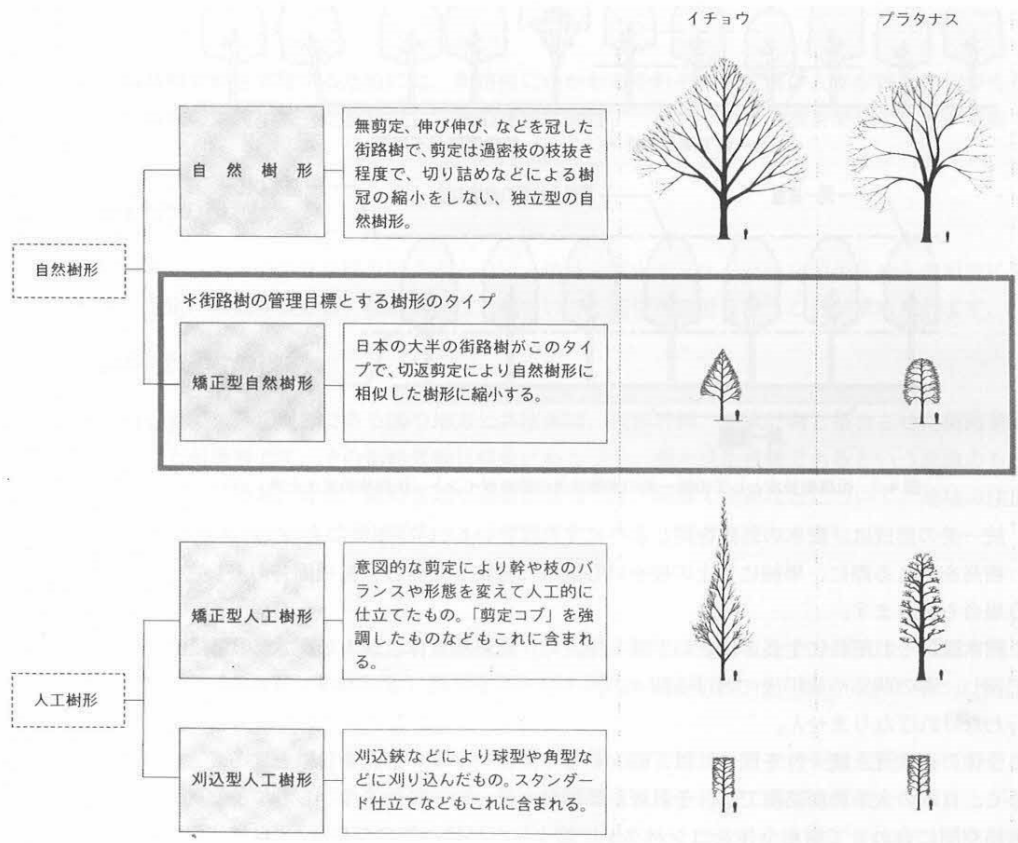 イチョウ
プラタナス
自然樹形
自然樹形
無剪定、伸び伸び、などを冠した
街路樹で、剪定は過密枝の枝抜き
程度で、切り詰めなどによる樹
冠の縮小をしない、独立型の自
然樹形。
＊街路樹の管理目標とする樹形のタイプ
矯正型自然樹形
日本の大半の街路樹がこのタイ
プで、切返剪定により自然樹形に
相似した樹形に縮小する。
人工樹形
矯正型人工樹形
意図的な剪定により幹や枝のバ
ランスや形態を変えて人工的に
仕立てたもの。「剪定コブ」を強
調したものなどもこれに含まれ
る。
刈込型人工樹形
刈込鋏などにより球型や角型な
どに刈り込んだもの。スタンダー
ド仕立てなどもこれに含まれる。